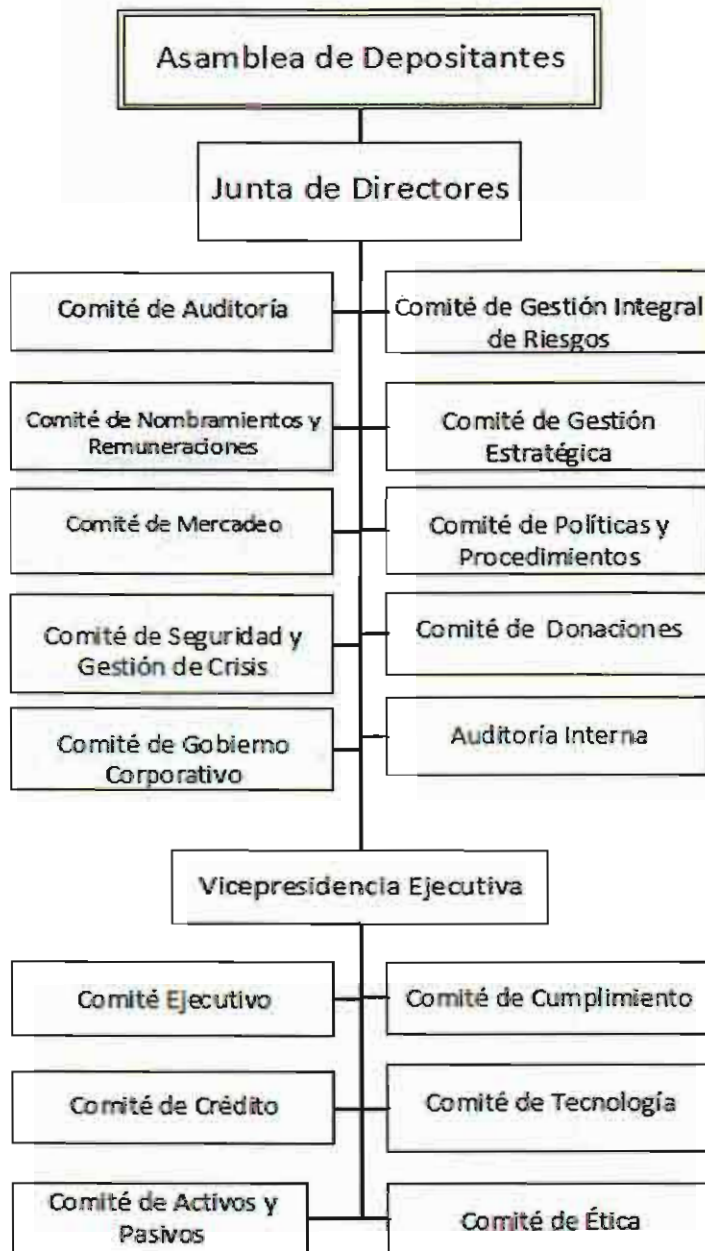 Asamblea de Depositantes
Junta de Directores
Comité de Auditoría
Comité de Gestión Integral
de Riesgos
Comité de Nombramientos y
Remuneraciones
Comité de Gestión
Estratégica
Comité de Mercadeo
Comité de Políticas y
Procedimientos
Comité de Seguridad y
Gestión de Crisis
Comité de Donaciones
Comité de Gobierno
Corporativo
Auditoría Interna
Vicepresidencia Ejecutiva
Comité Ejecutivo
Comité de Cumplimiento
Comité de Crédito
Comité de Tecnología
Comité de Activos y
Pasivos
Comité de Ética